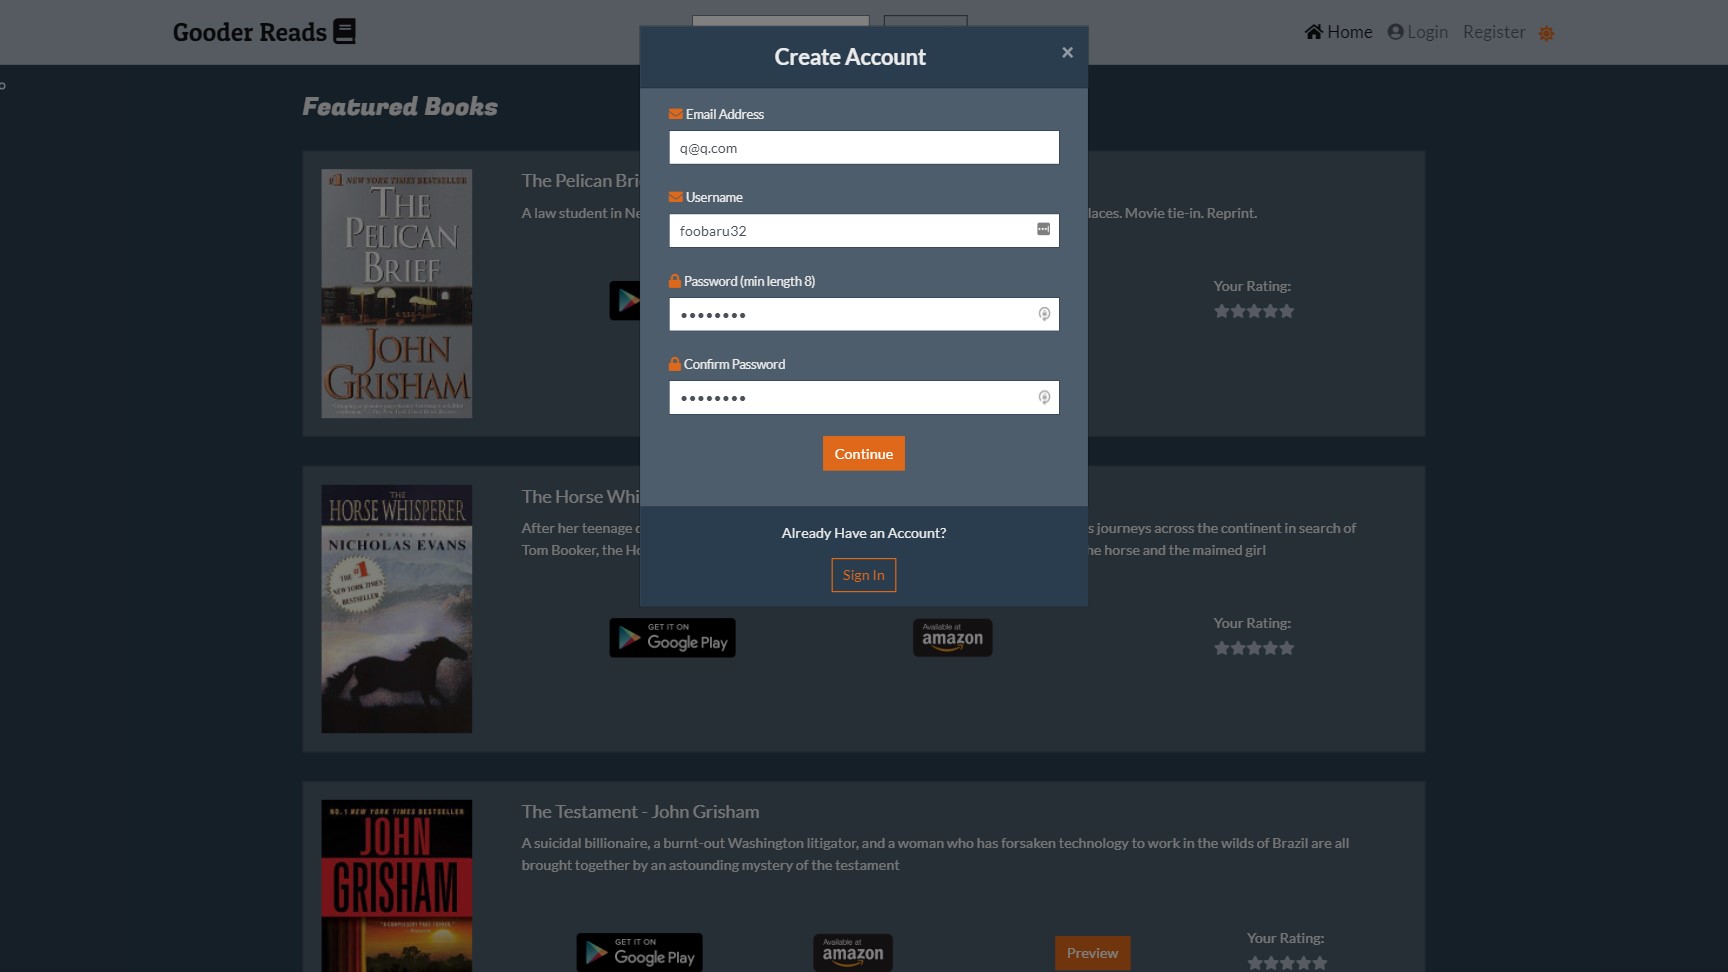 Gooder Reads
Home
Login
Register
Create Account
×
Email Address
q@q.com
Username
foobaru32
Password (min length 8)
••••••••
Confirm Password
••••••••
Continue
Already Have an Account?
Sign In
Featured Books
#1 NEW YORK TIMES BESTSELLER
THE
PELICAN
BRIEF
JOHN
GRISHAM
The Pelican Bri
A law student in Ne
laces. Movie tie-in. Reprint.
Your Rating:
THE
HORSE WHISPERER
A NOVEL BY
NICHOLAS EVANS
THE #1
NEW YORK TIMES
BESTSELLER
The Horse Whi
After her teenage
s journeys across the continent in search of
Tom Booker, the Ho
he horse and the maimed girl
GET IT ON
Google Play
Available at
amazon
Your Rating:
NO. 1 NEW YORK TIMES BESTSELLER
JOHN
GRISHAM
The Testament - John Grisham
A suicidal billionaire, a burnt-out Washington litigator, and a woman who has forsaken technology to work in the wilds of Brazil are all
brought together by an astounding mystery of the testament
GET IT ON
Google Play
Available at
amazon
Preview
Your Rating: